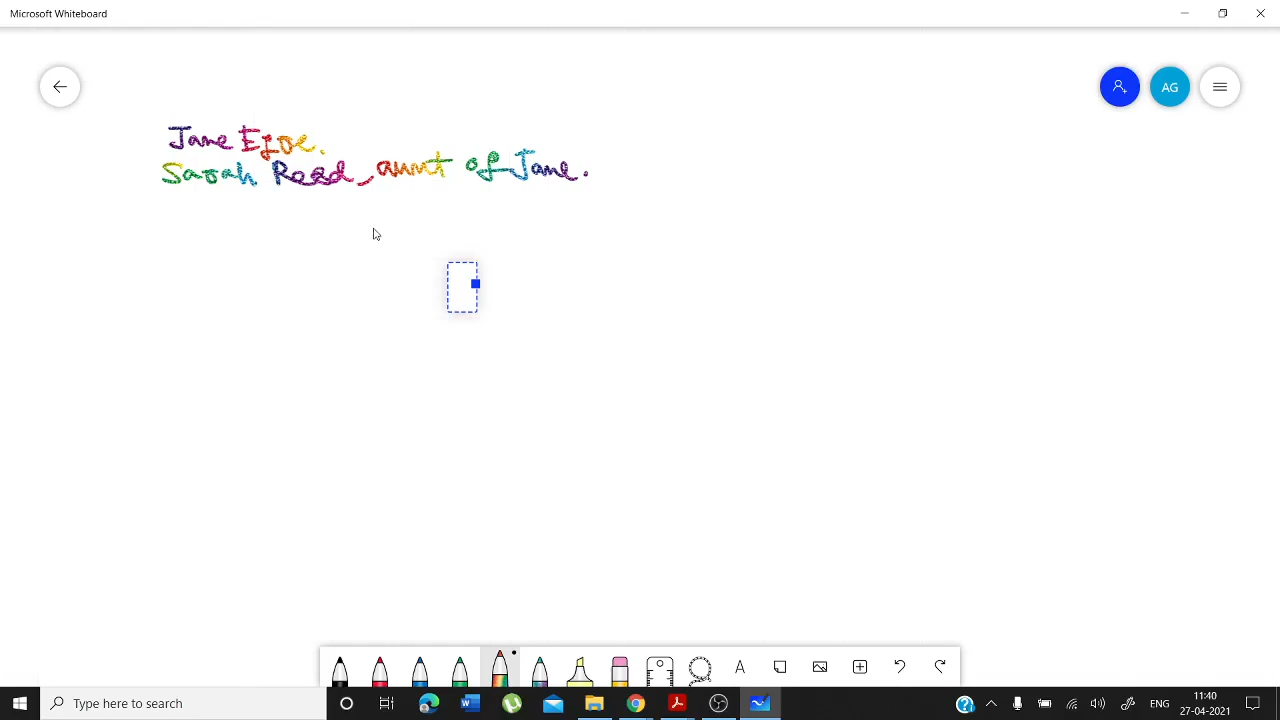 Microsoft Whiteboard
AG
Jane Eyre.
Sarah Reed, aunt of Jane.
A
Type here to search
ENG
11:40
27-04-2021